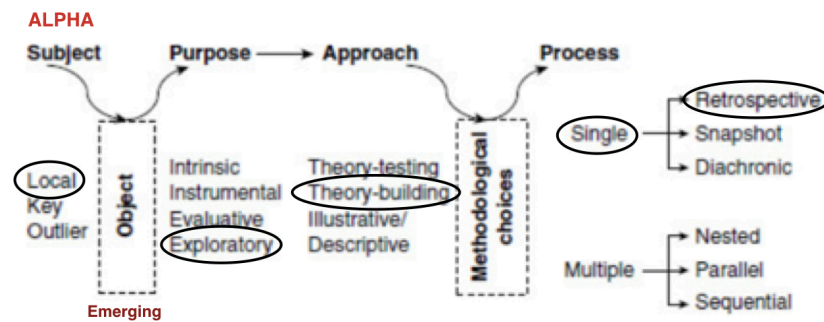 ALPHA
Subject
Purpose
Approach
Process
Local
Key
Outlier
Object
Emerging
Intrinsic
Instrumental
Evaluative
Exploratory
Theory-testing
Theory-building
Illustrative/
Descriptive
Methodological
choices
Single
Retrospective
Snapshot
Diachronic
Multiple
Nested
Parallel
Sequential